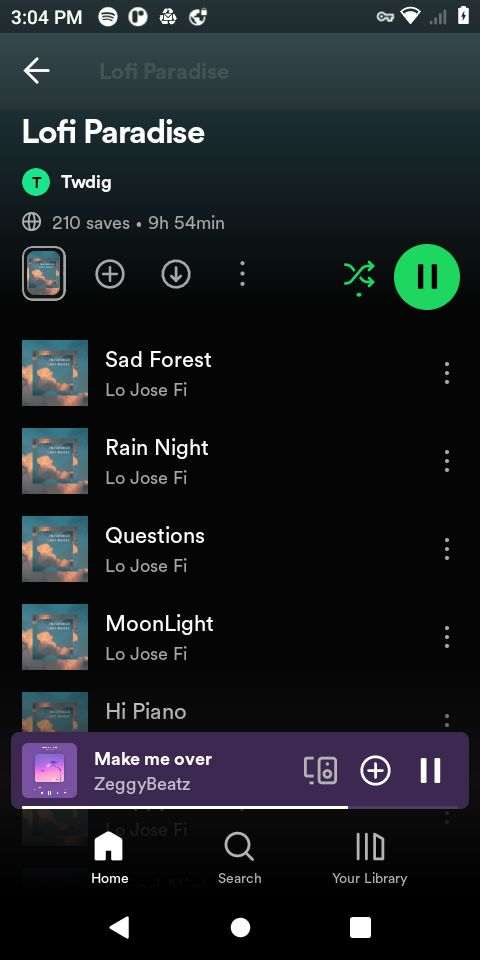 3:04 PM
Lofi Paradise
Lofi Paradise
T Twdig
210 saves • 9h 54min
Sad Forest
Lo Jose Fi
Rain Night
Lo Jose Fi
Questions
Lo Jose Fi
MoonLight
Lo Jose Fi
Hi Piano
Make me over
ZeggyBeatz
Lo Jose Fi
Home
Search
Your Library